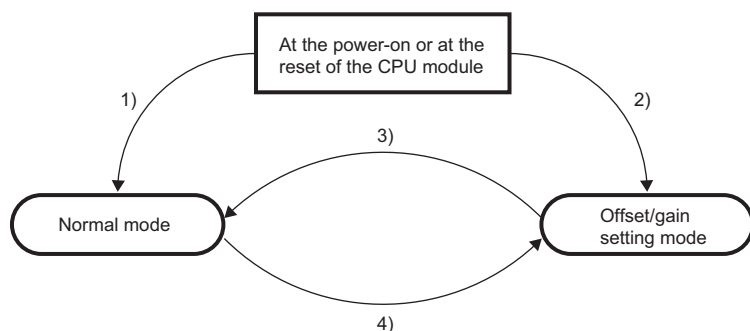 At the power-on or at the
reset of the CPU module
1)
2)
3)
Normal mode
Offset/gain
setting mode
4)